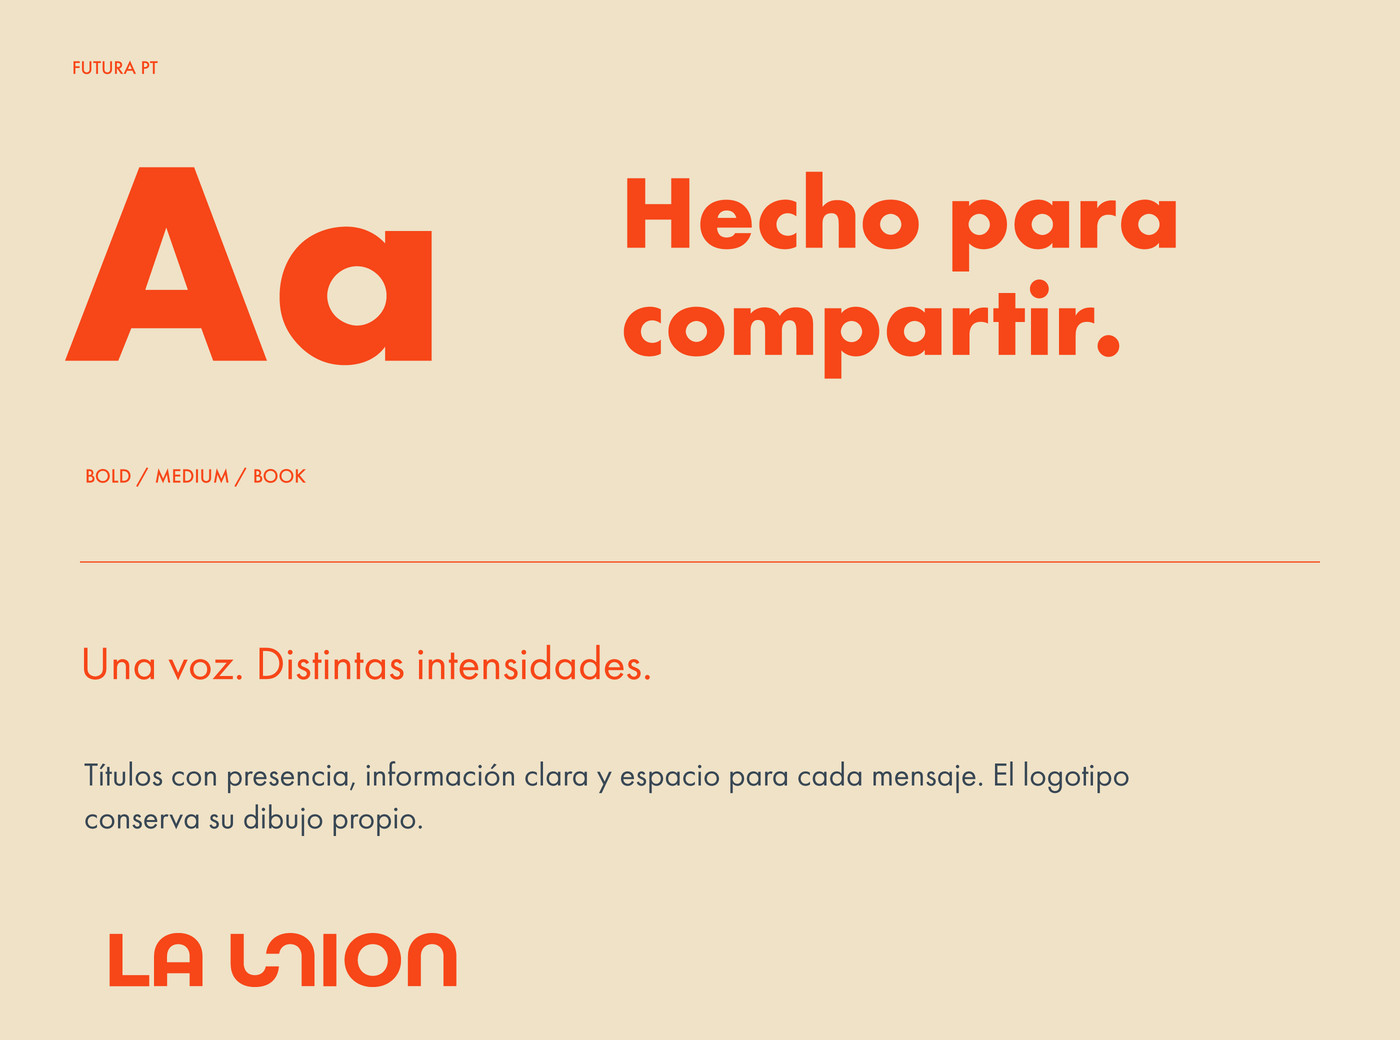 FUTURA PT
Aa
Hecho para
compartir.
BOLD / MEDIUM / BOOK
Una voz. Distintas intensidades.
Títulos con presencia, información clara y espacio para cada mensaje. El logotipo
conserva su dibujo propio.
LA UNION